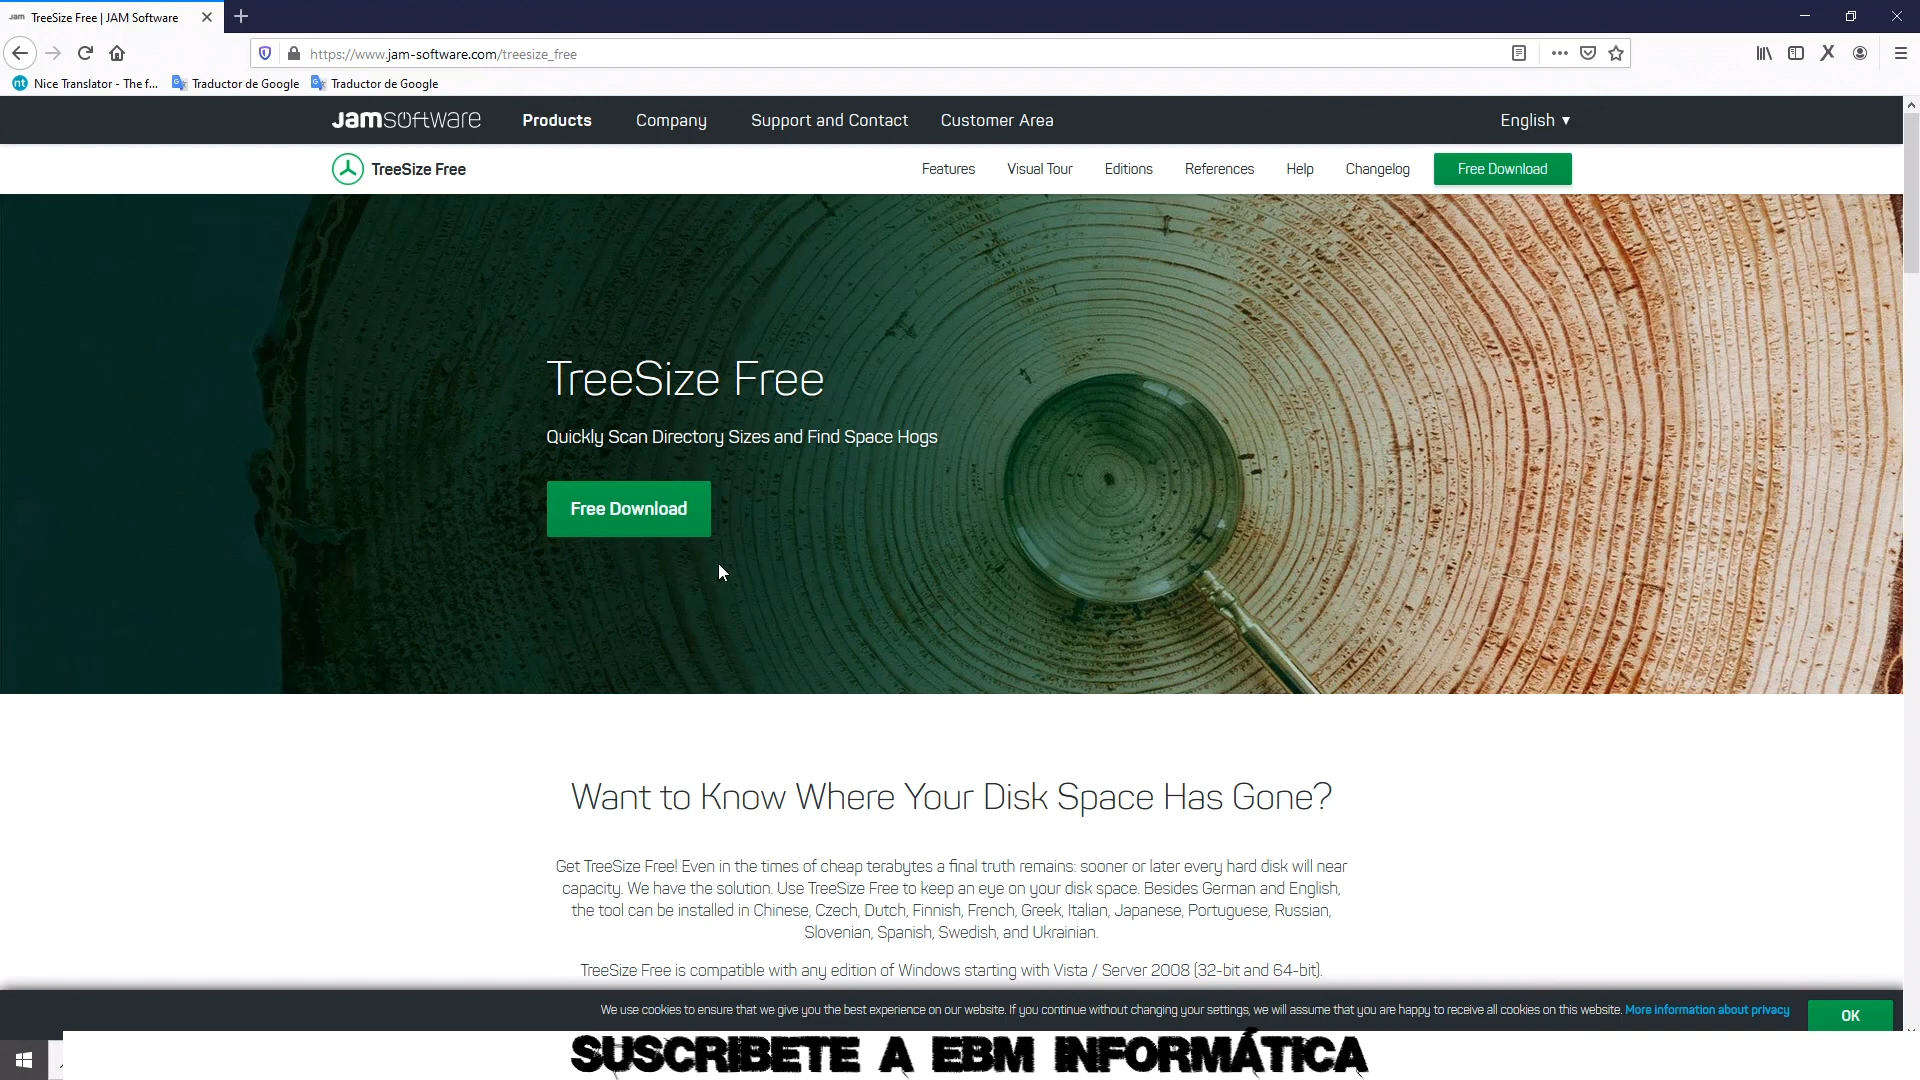 Jam TreeSize Free | JAM Software
https://www.jam-software.com/treesize_free
nt Nice Translator - The f... Traductor de Google Traductor de Google
Jamsoftware Products Company Support and Contact Customer Area English ▼
TreeSize Free Features Visual Tour Editions References Help Changelog Free Download
TreeSize Free
Quickly Scan Directory Sizes and Find Space Hogs
Free Download
Want to Know Where Your Disk Space Has Gone?
Get TreeSize Free! Even in the times of cheap terabytes a final truth remains: sooner or later every hard disk will near
capacity. We have the solution. Use TreeSize Free to keep an eye on your disk space. Besides German and English,
the tool can be installed in Chinese, Czech, Dutch, Finnish, French, Greek, Italian, Japanese, Portuguese, Russian,
Slovenian, Spanish, Swedish, and Ukrainian.
TreeSize Free is compatible with any edition of Windows starting with Vista / Server 2008 (32-bit and 64-bit).
We use cookies to ensure that we give you the best experience on our website. If you continue without changing your settings, we will assume that you are happy to receive all cookies on this website. More information about privacy OK
SUSCRIBETE A EBM INFORMÁTICA